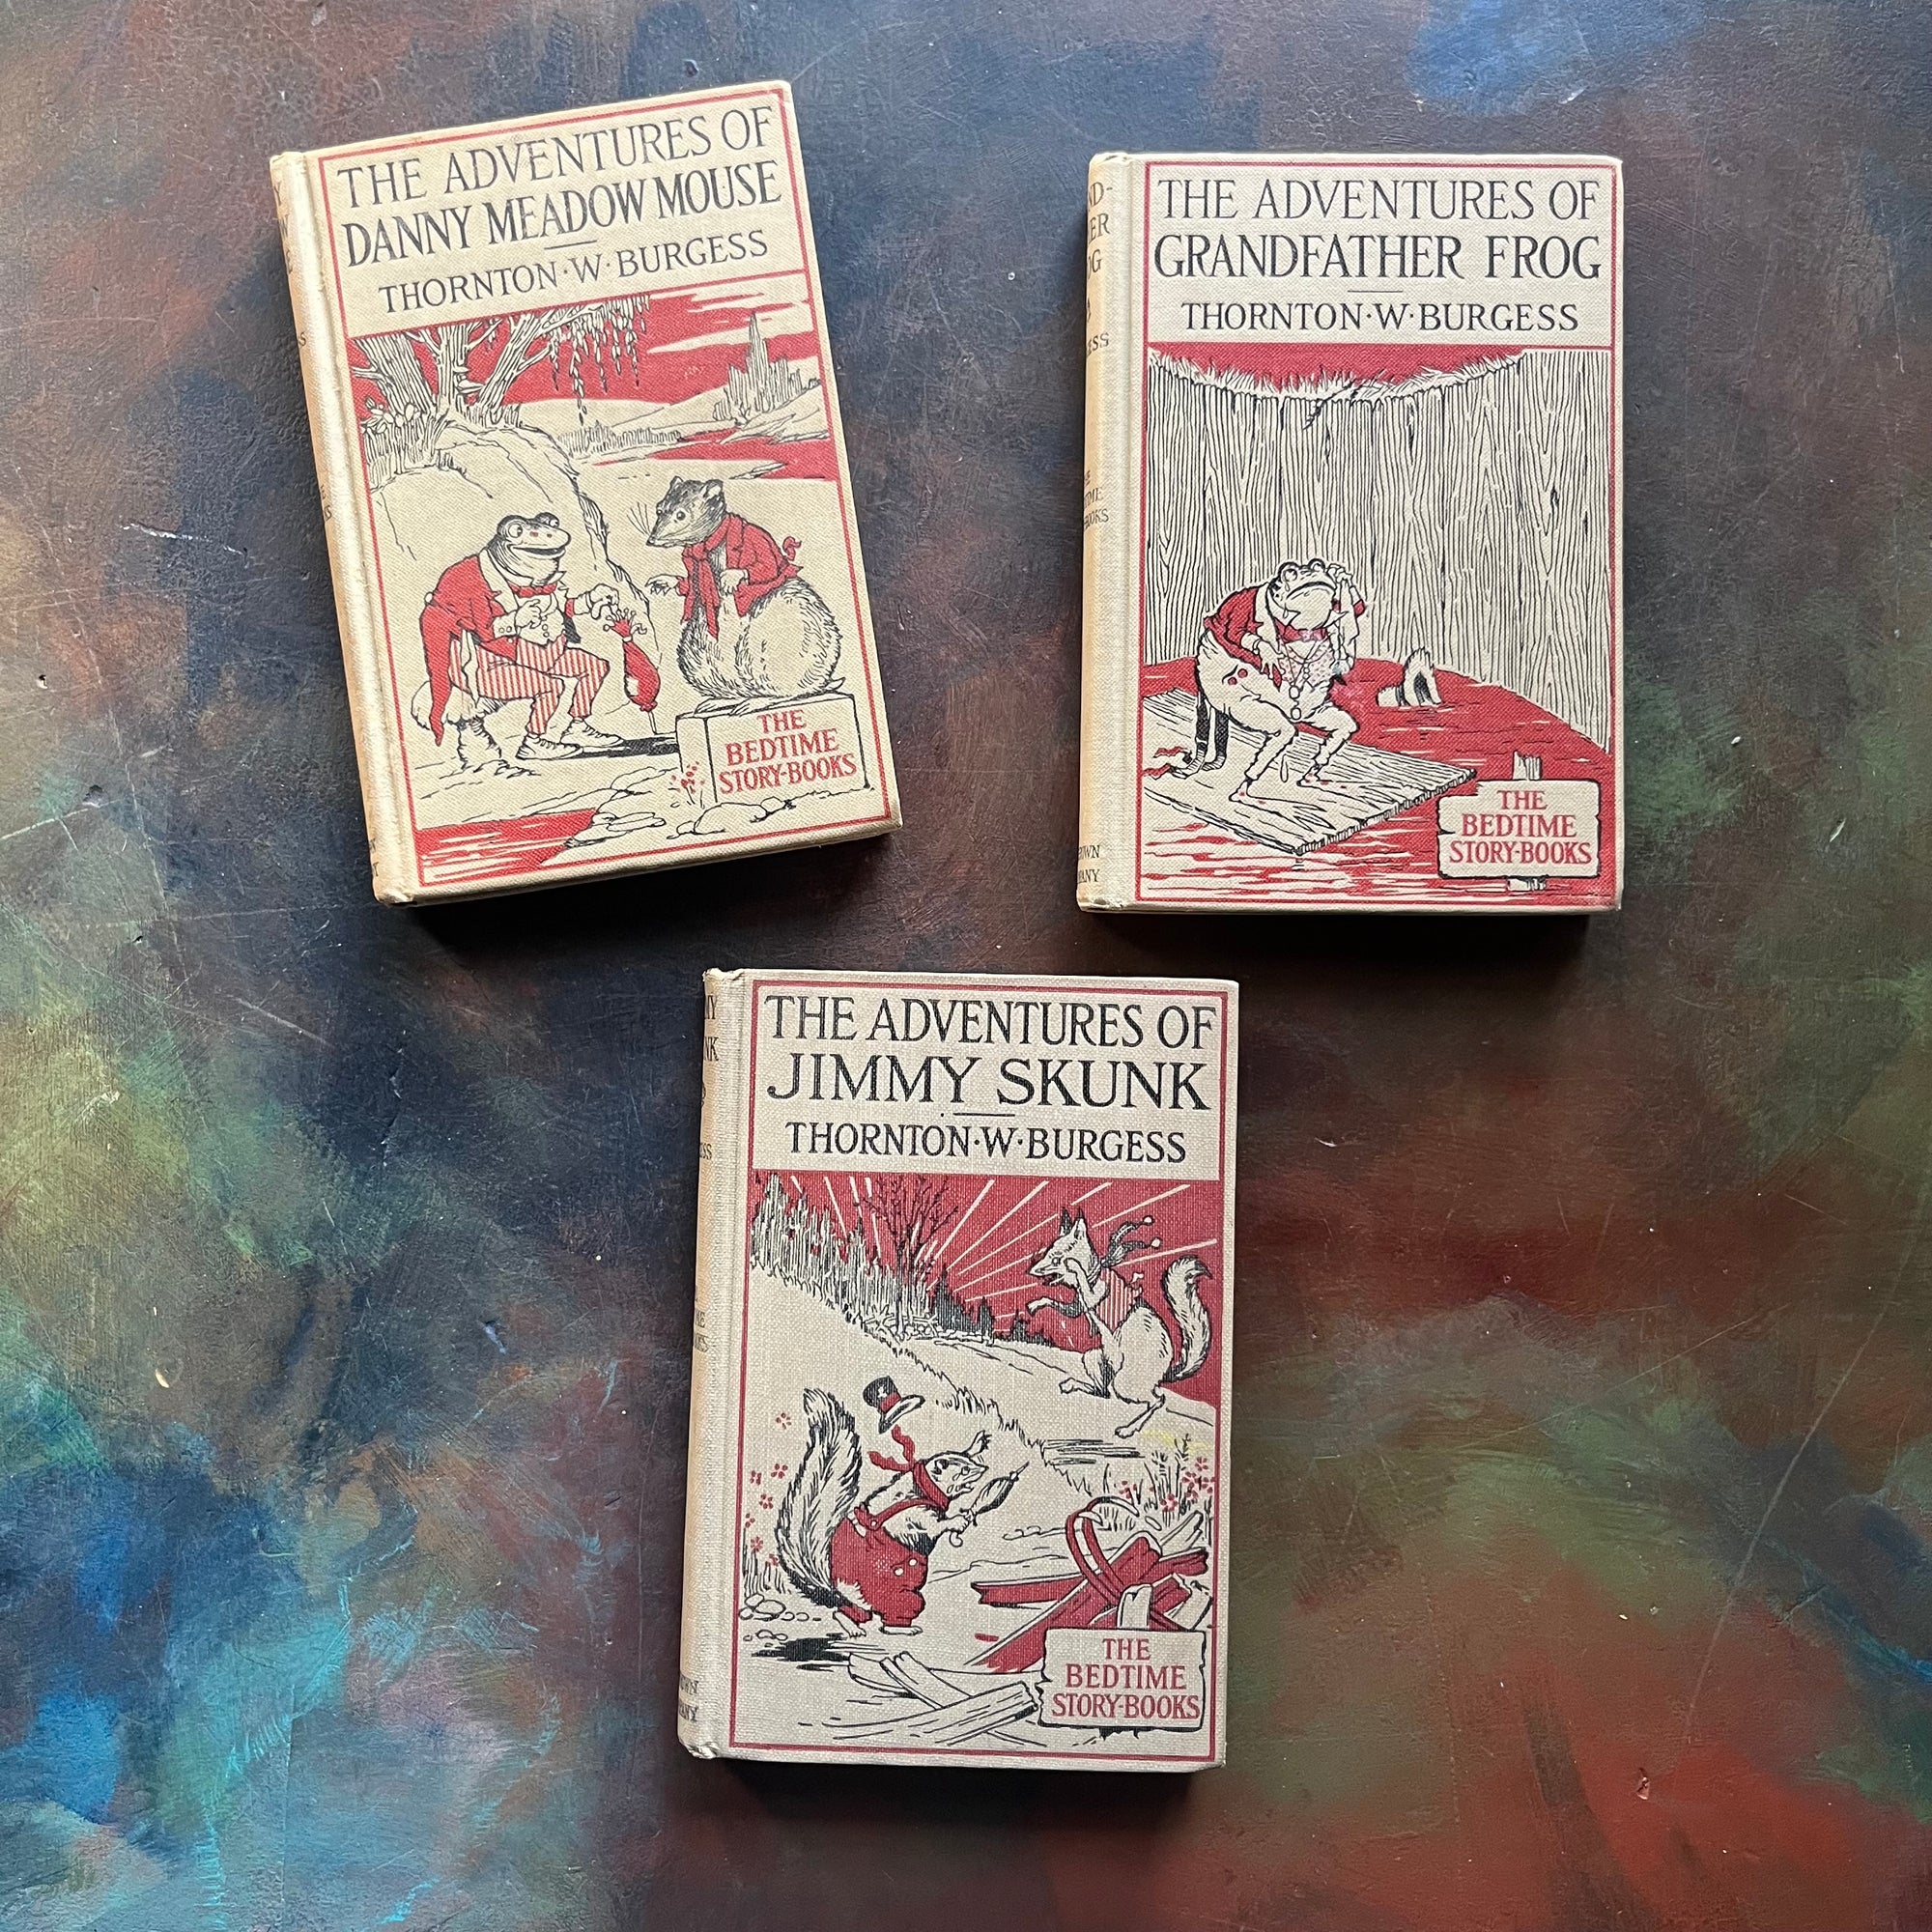 THE ADVENTURES OF
DANNY MEADOW MOUSE
THORNTON·W·BURGESS
THE
BEDTIME
STORY-BOOKS
THE ADVENTURES OF
GRANDFATHER FROG
THORNTON·W·BURGESS
THE
BEDTIME
STORY-BOOKS
THE ADVENTURES OF
JIMMY SKUNK
THORNTON·W·BURGESS
THE
BEDTIME
STORY-BOOKS